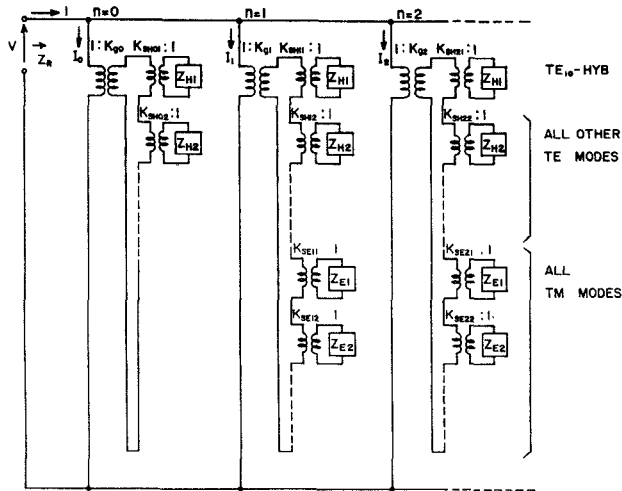 I n=0 n=1 n=2
V Z_R I_0 1:K_g0 K_SH01:1 Z_H1 I_1 1:K_g1 K_SH11:1 Z_H1 I_2 1:K_g2 K_SH21:1 Z_H1 TE₁₀-HYB
K_SH02:1 Z_H2 K_SH12:1 Z_H2 K_SH22:1 Z_H2 ALL OTHER
TE MODES
K_SE11 1 Z_E1 K_SE21:1 Z_E1 ALL
TM MODES
K_SE12 1 Z_E2 K_SE22:1 Z_E2